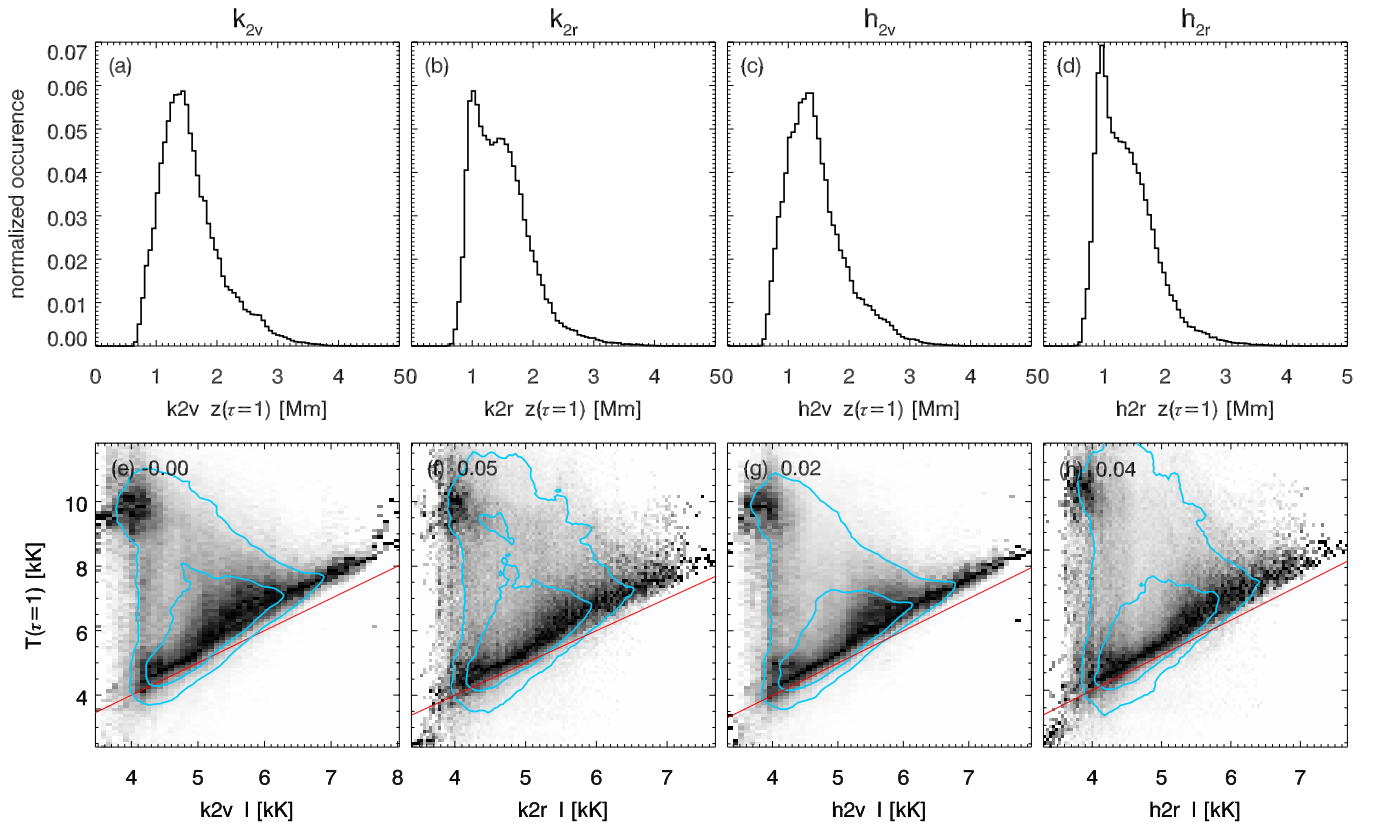 k2v k2r h2v h2r
normalized occurence
0.07
0.06
0.05
0.04
0.03
0.02
0.01
0.00
(a) (b) (c) (d)
0 1 2 3 4 50 1 2 3 4 50 1 2 3 4 50 1 2 3 4 5
k2v z(τ=1) [Mm] k2r z(τ=1) [Mm] h2v z(τ=1) [Mm] h2r z(τ=1) [Mm]
T(τ=1) [kK]
10
8
6
4
(e) -0.00 (f) 0.05 (g) 0.02 (h) 0.04
4 5 6 7 8 4 5 6 7 4 5 6 7 4 5 6 7
k2v I [kK] k2r I [kK] h2v I [kK] h2r I [kK]